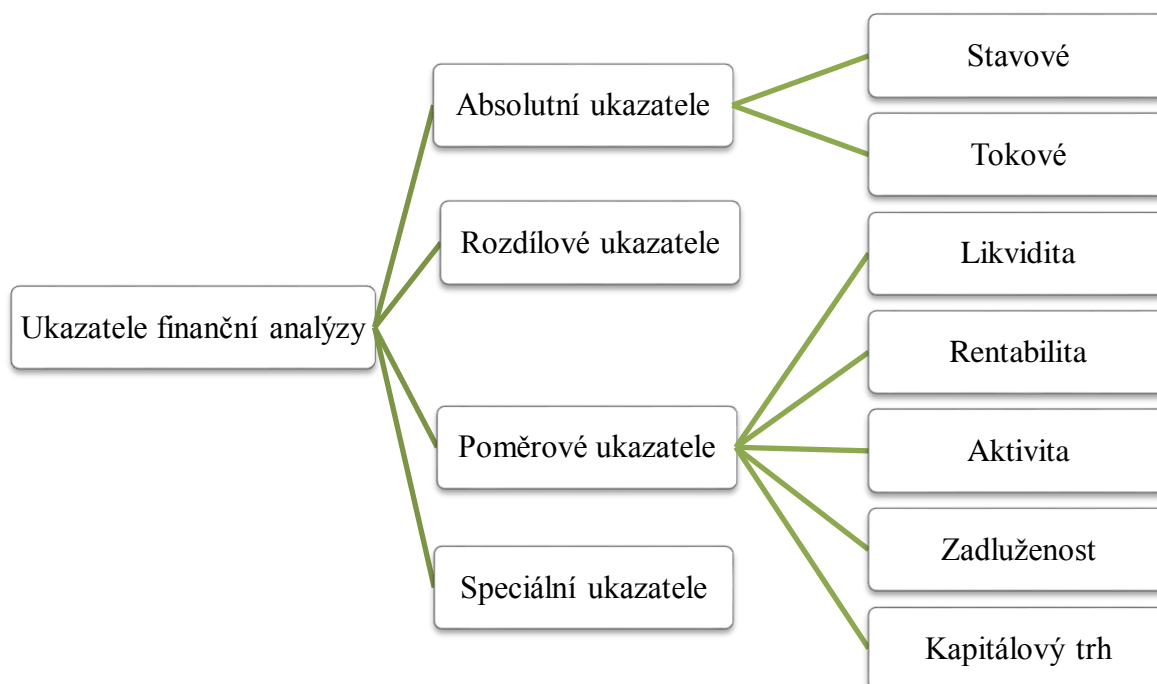 Ukazatele finanční analýzy
Absolutní ukazatele
Stavové
Tokové
Rozdílové ukazatele
Poměrové ukazatele
Likvidita
Rentabilita
Aktivita
Zadluženost
Kapitálový trh
Speciální ukazatele